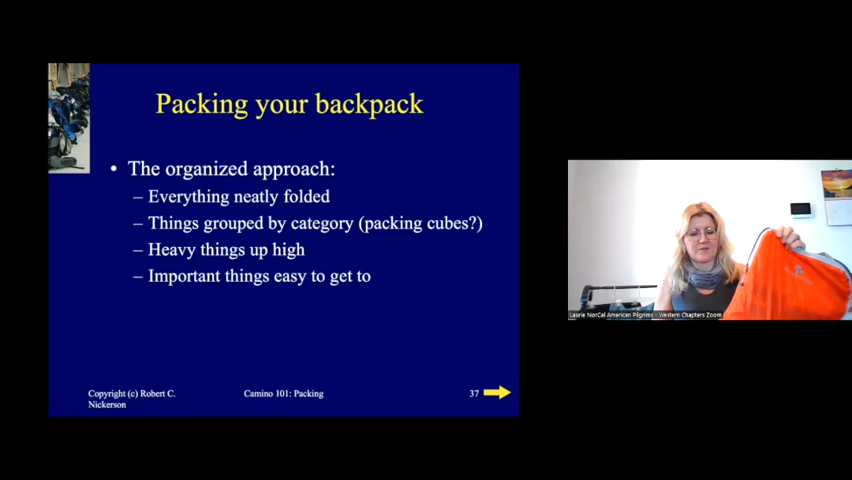 Packing your backpack
• The organized approach:
– Everything neatly folded
– Things grouped by category (packing cubes?)
– Heavy things up high
– Important things easy to get to
Copyright (c) Robert C.
Nickerson
Camino 101: Packing
37
Laurie NorCal American Pilgrims - Western Chapters Zoom